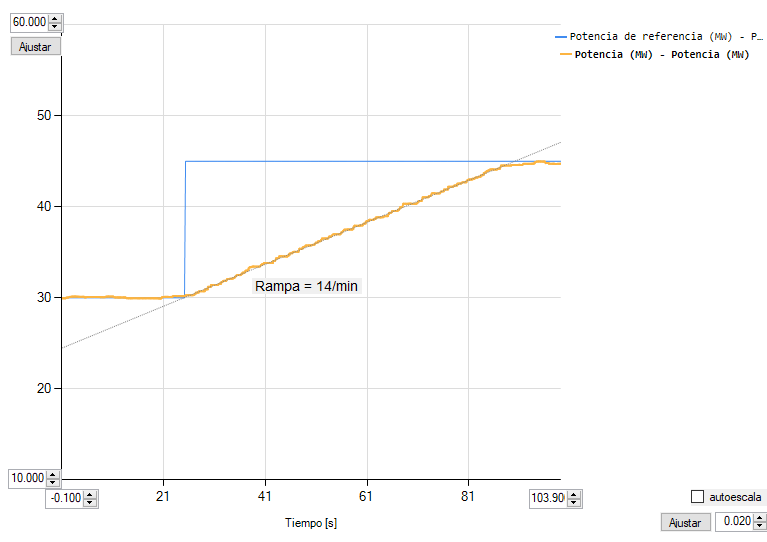 60.000
Ajustar
Potencia de referencia (MW) - P…
Potencia (MW) - Potencia (MW)
50
40
Rampa = 14/min
30
20
10.000
-0.100
21
41
61
81
103.90
autoescala
Tiempo [s]
Ajustar
0.020